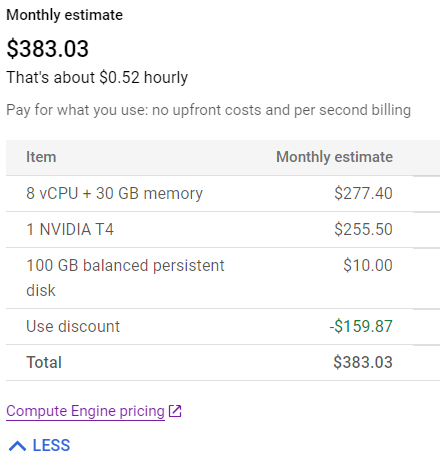 Monthly estimate
$383.03
That's about $0.52 hourly
Pay for what you use: no upfront costs and per second billing
Item Monthly estimate
8 vCPU + 30 GB memory $277.40
1 NVIDIA T4 $255.50
100 GB balanced persistent $10.00
disk
Use discount -$159.87
Total $383.03
Compute Engine pricing
LESS